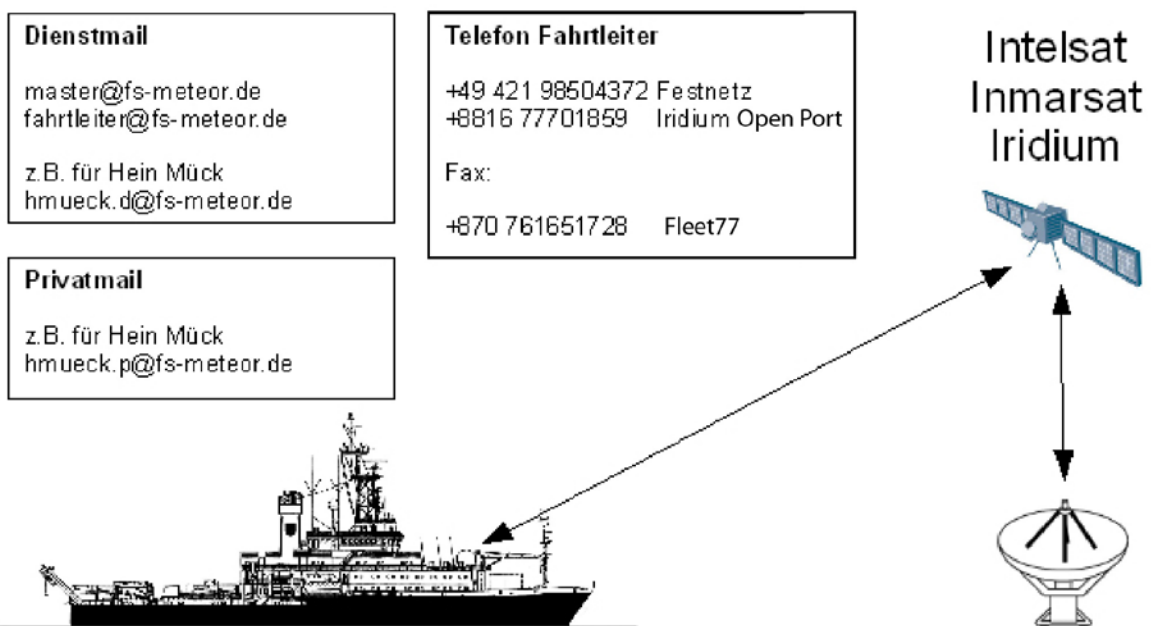 Dienstmail
master@fs-meteor.de
fahrtleiter@fs-meteor.de
z.B. für Hein Mück
hmueck.d@fs-meteor.de
Privatmail
z.B. für Hein Mück
hmueck.p@fs-meteor.de
Telefon Fahrtleiter
+49 421 98504372 Festnetz
+8816 77701859 Iridium Open Port
Fax:
+870 761651728 Fleet77
Intelsat
Inmarsat
Iridium